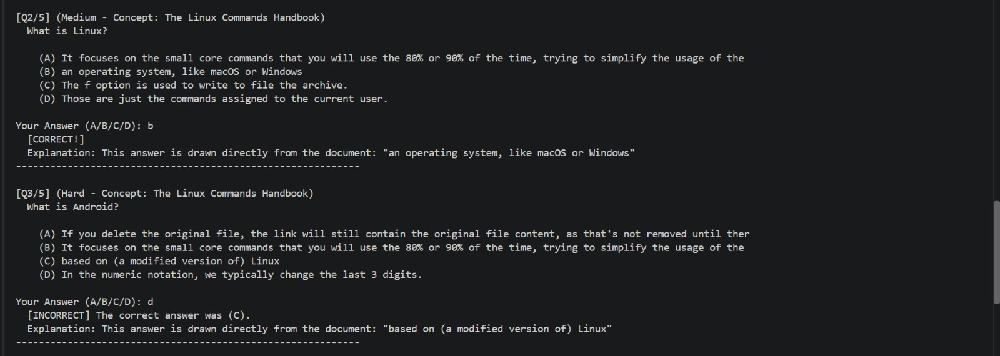 [Q2/5] (Medium - Concept: The Linux Commands Handbook)
What is Linux?
(A) It focuses on the small core commands that you will use the 80% or 90% of the time, trying to simplify the usage of the
(B) an operating system, like macOS or Windows
(C) The f option is used to write to file the archive.
(D) Those are just the commands assigned to the current user.
Your Answer (A/B/C/D): b
[CORRECT!]
Explanation: This answer is drawn directly from the document: "an operating system, like macOS or Windows"
------------------------------------------------------------
[Q3/5] (Hard - Concept: The Linux Commands Handbook)
What is Android?
(A) If you delete the original file, the link will still contain the original file content, as that's not removed until ther
(B) It focuses on the small core commands that you will use the 80% or 90% of the time, trying to simplify the usage of the
(C) based on (a modified version of) Linux
(D) In the numeric notation, we typically change the last 3 digits.
Your Answer (A/B/C/D): d
[INCORRECT] The correct answer was (C).
Explanation: This answer is drawn directly from the document: "based on (a modified version of) Linux"
------------------------------------------------------------